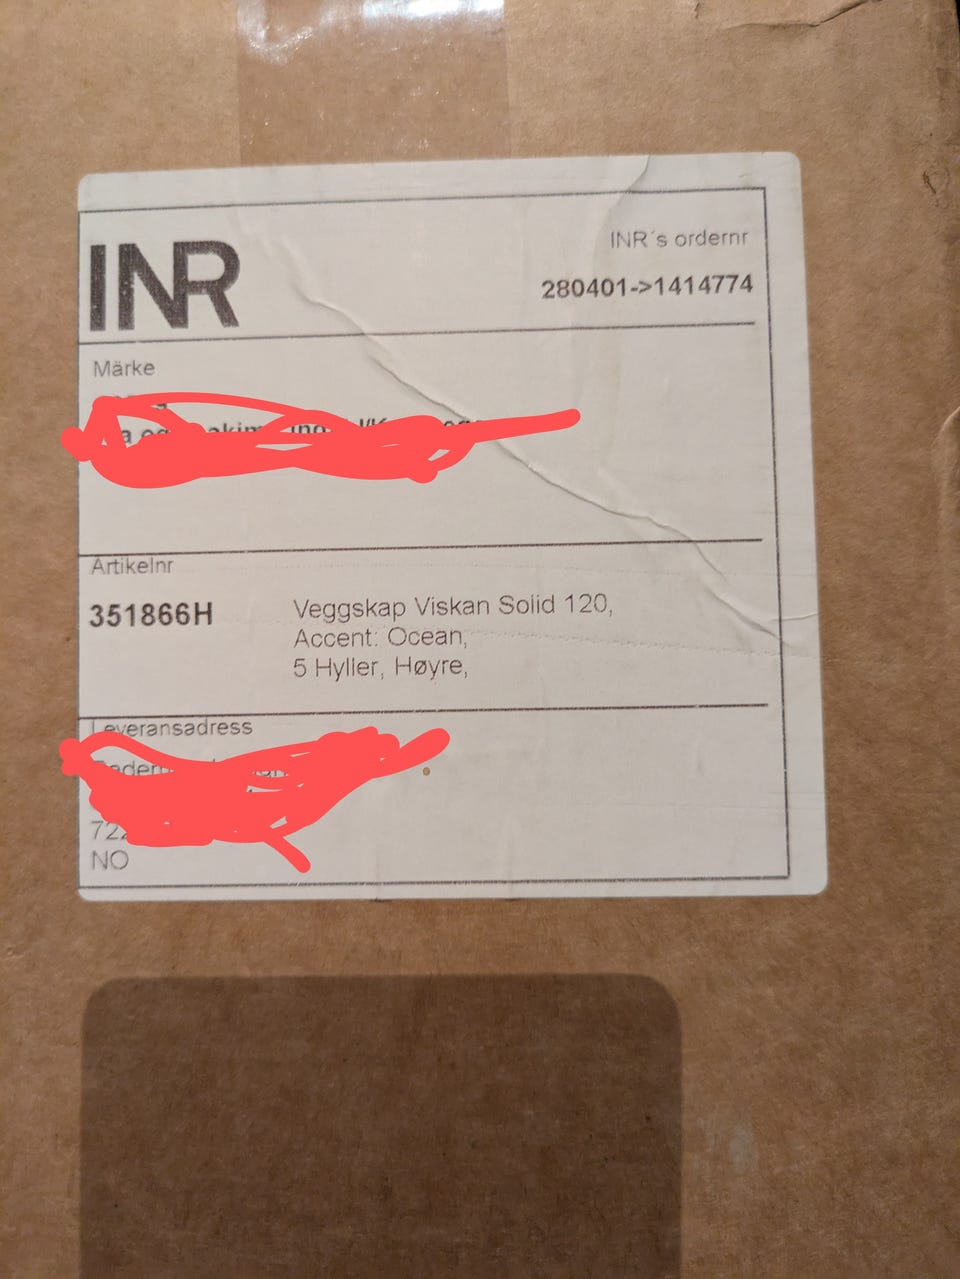 INR
INR´s ordernr
280401->1414774
Märke
Artikelnr
351866H
Veggskap Viskan Solid 120,
Accent: Ocean,
5 Hyller, Høyre,
Leveransadress
NO